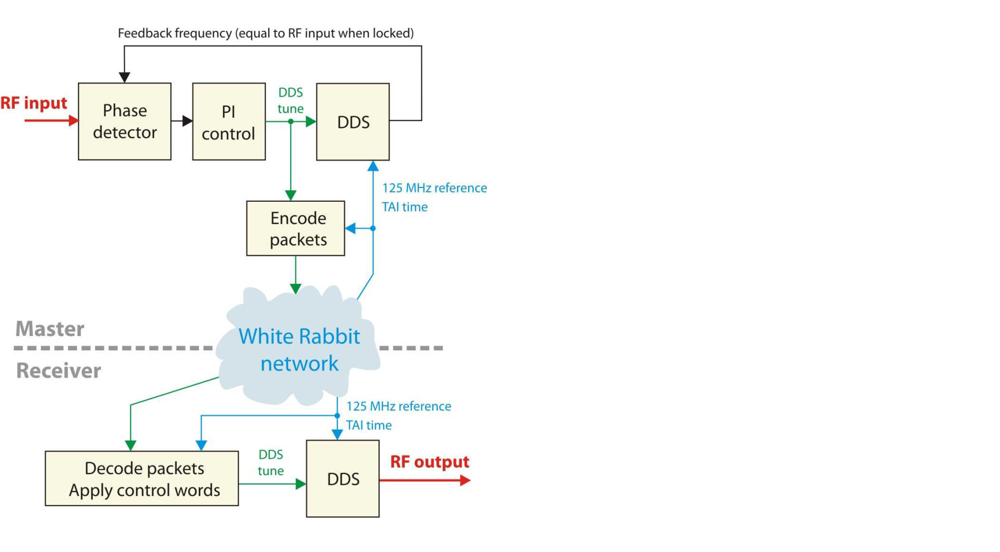 Feedback frequency (equal to RF input when locked)
RF input
Phase
detector
PI
control
DDS
tune
DDS
125 MHz reference
TAI time
Encode
packets
Master
White Rabbit
network
Receiver
125 MHz reference
TAI time
Decode packets
Apply control words
DDS
tune
DDS
RF output